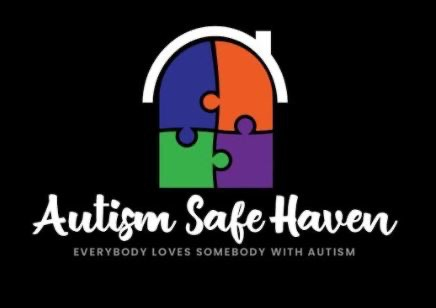 Autism Safe Haven
EVERYBODY LOVES SOMEBODY WITH AUTISM